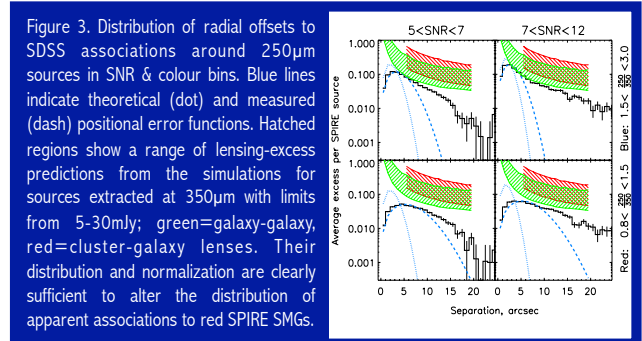 Figure 3. Distribution of radial offsets to
SDSS associations around 250µm
sources in SNR & colour bins. Blue lines
indicate theoretical (dot) and measured
(dash) positional error functions. Hatched
regions show a range of lensing-excess
predictions from the simulations for
sources extracted at 350µm with limits
from 5-30mJy; green=galaxy-galaxy,
red=cluster-galaxy lenses. Their
distribution and normalization are clearly
sufficient to alter the distribution of
apparent associations to red SPIRE SMGs.
5<SNR<7
7<SNR<12
1.000
0.100
0.010
0.001
1.000
0.100
0.010
0.001
Average excess per SPIRE source
Blue: 1.5< 250/350 <3.0
Red: 0.8< 250/350 <1.5
0 5 10 15 20
0 5 10 15 20
Separation, arcsec